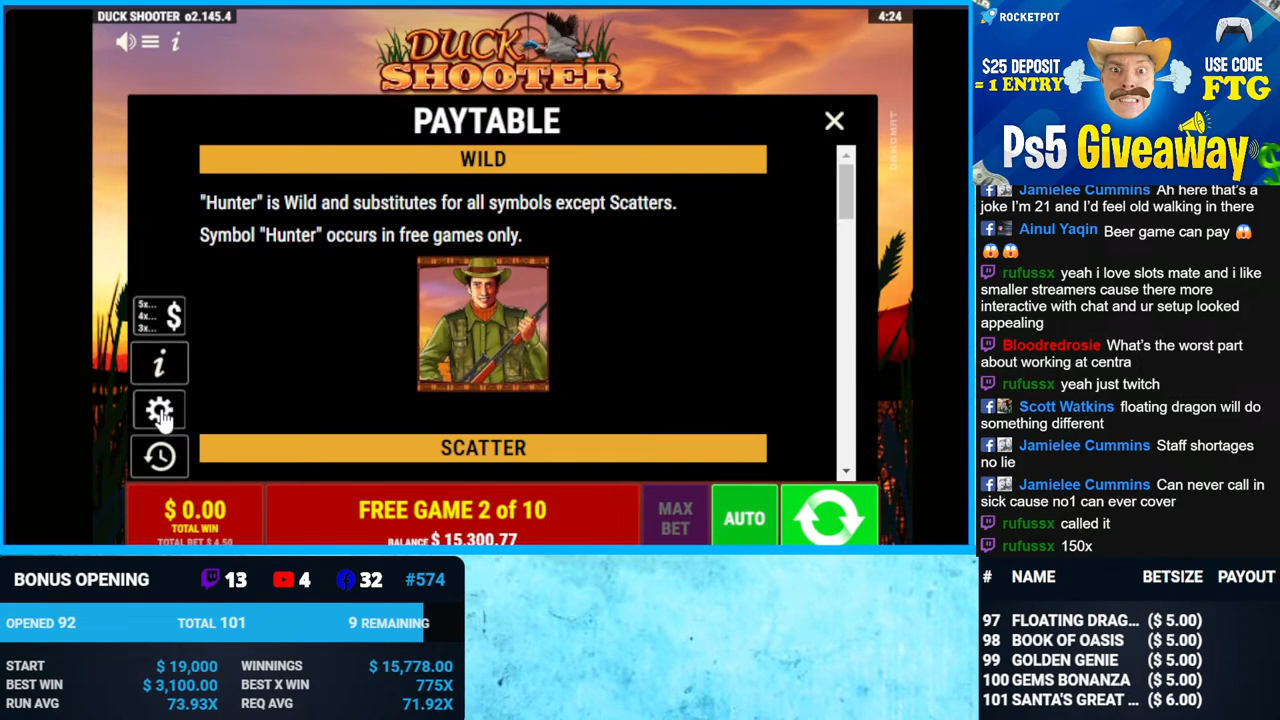 DUCK SHOOTER o2.145.4
4:24
i
DUCK
SHOOTER
GAMOMAT
PAYTABLE
WILD
"Hunter" is Wild and substitutes for all symbols except Scatters.
Symbol "Hunter" occurs in free games only.
5x...
4x...
3x...
$
i
SCATTER
$ 0.00
TOTAL WIN
TOTAL BET $ 4.50
FREE GAME 2 of 10
BALANCE $ 15,300.77
MAX
BET
AUTO
ROCKETPOT
$25 DEPOSIT
= 1 ENTRY
USE CODE
FTG
Ps5 Giveaway
Jamielee Cummins Ah here that's a
joke I'm 21 and I'd feel old walking in there
Ainul Yaqin Beer game can pay 😱
😱😱
rufussx yeah i love slots mate and i like
smaller streamers cause there more
interactive with chat and ur setup looked
appealing
Bloodredrosie What's the worst part
about working at centra
rufussx yeah just twitch
Scott Watkins floating dragon will do
something different
Jamielee Cummins Staff shortages
no lie
Jamielee Cummins Can never call in
sick cause no1 can ever cover
rufussx called it
rufussx 150x
BONUS OPENING 13 4 32 #574
OPENED 92 TOTAL 101 9 REMAINING
START $ 19,000 WINNINGS $ 15,778.00
BEST WIN $ 3,100.00 BEST X WIN 775X
RUN AVG 73.93X REQ AVG 71.92X
# NAME BETSIZE PAYOUT
97 FLOATING DRAG... ($ 5.00)
98 BOOK OF OASIS ($ 5.00)
99 GOLDEN GENIE ($ 5.00)
100 GEMS BONANZA ($ 5.00)
101 SANTA'S GREAT ... ($ 6.00)